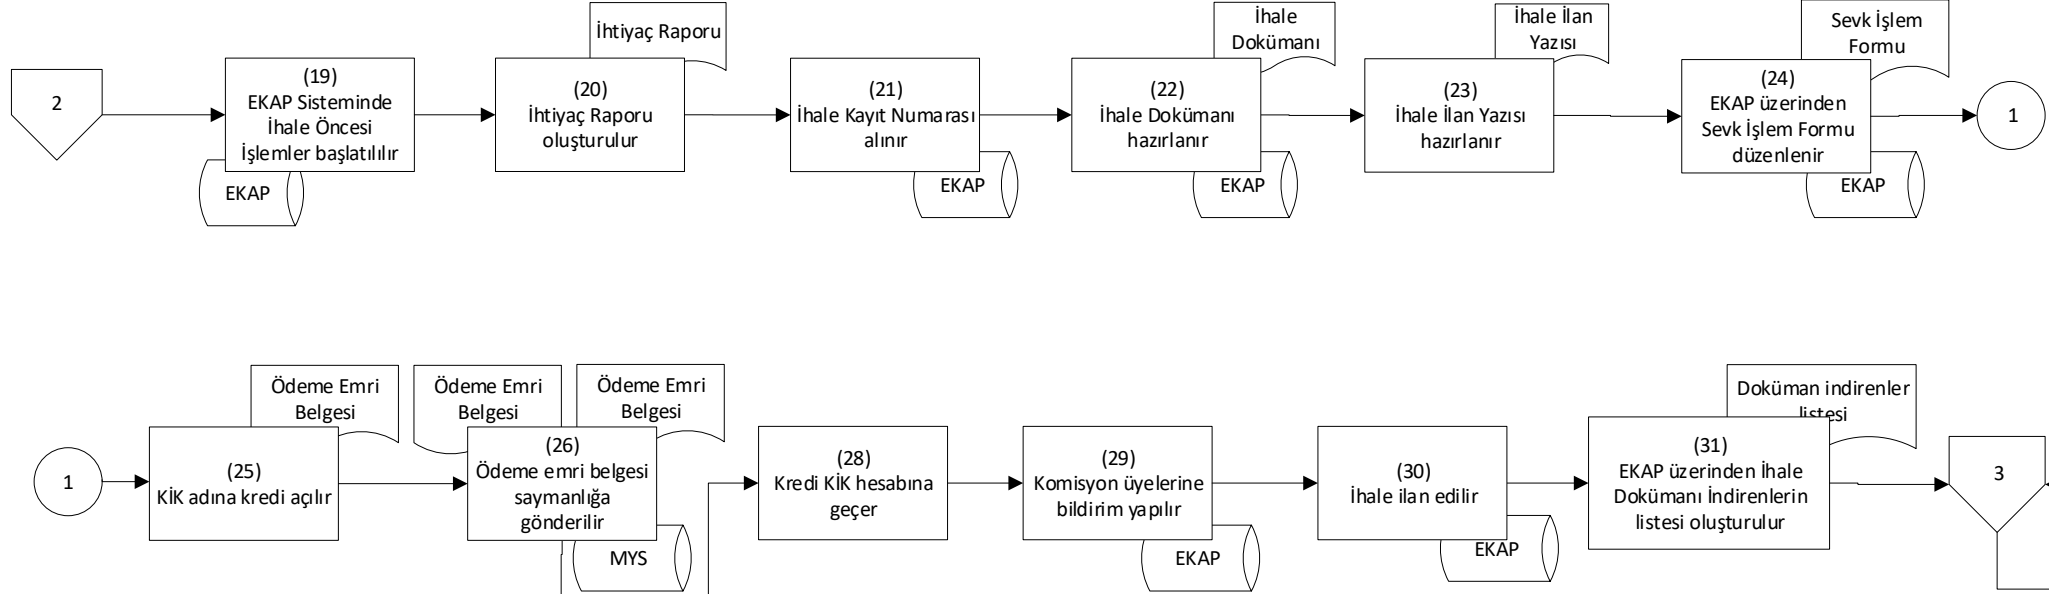 2
(19)
EKAP Sisteminde
İhale Öncesi
İşlemler başlatılılır
EKAP
İhtiyaç Raporu
(20)
İhtiyaç Raporu
oluşturulur
(21)
İhale Kayıt Numarası
alınır
EKAP
İhale
Dokümanı
(22)
İhale Dokümanı
hazırlanır
EKAP
İhale İlan
Yazısı
(23)
İhale İlan Yazısı
hazırlanır
Sevk İşlem
Formu
(24)
EKAP üzerinden
Sevk İşlem Formu
düzenlenir
EKAP
1
1
Ödeme Emri
Belgesi
(25)
KİK adına kredi açılır
Ödeme Emri
Belgesi
Ödeme Emri
Belgesi
(26)
Ödeme emri belgesi
saymanlığa
gönderilir
MYS
(28)
Kredi KİK hesabına
geçer
(29)
Komisyon üyelerine
bildirim yapılır
EKAP
(30)
İhale ilan edilir
EKAP
Doküman indirenler
listesi
(31)
EKAP üzerinden İhale
Dokümanı İndirenlerin
listesi oluşturulur
3